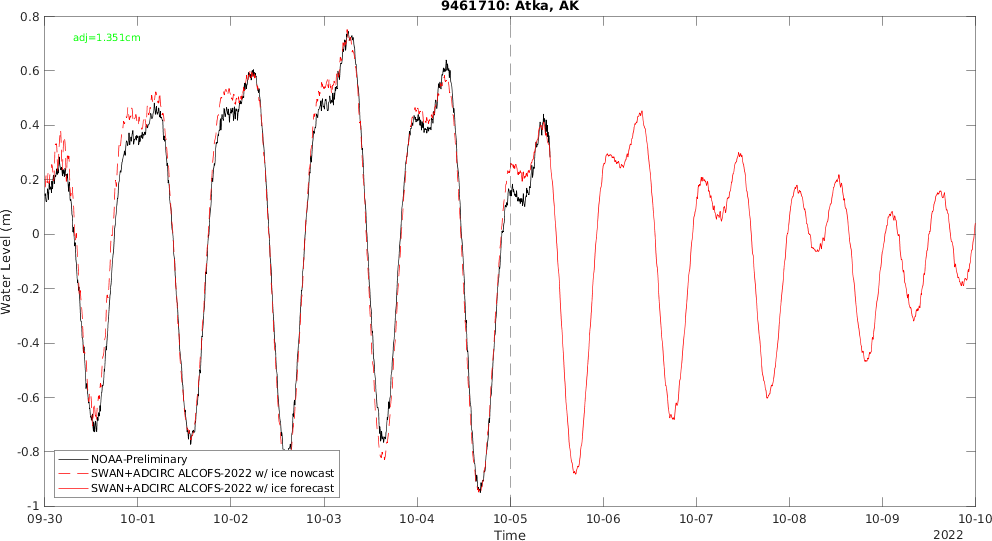 9461710: Atka, AK
adj=1.351cm
Water Level (m)
0.8
0.6
0.4
0.2
0
-0.2
-0.4
-0.6
-0.8
-1
NOAA-Preliminary
SWAN+ADCIRC ALCOFS-2022 w/ ice nowcast
SWAN+ADCIRC ALCOFS-2022 w/ ice forecast
09-30 10-01 10-02 10-03 10-04 10-05 10-06 10-07 10-08 10-09 10-10
Time
2022